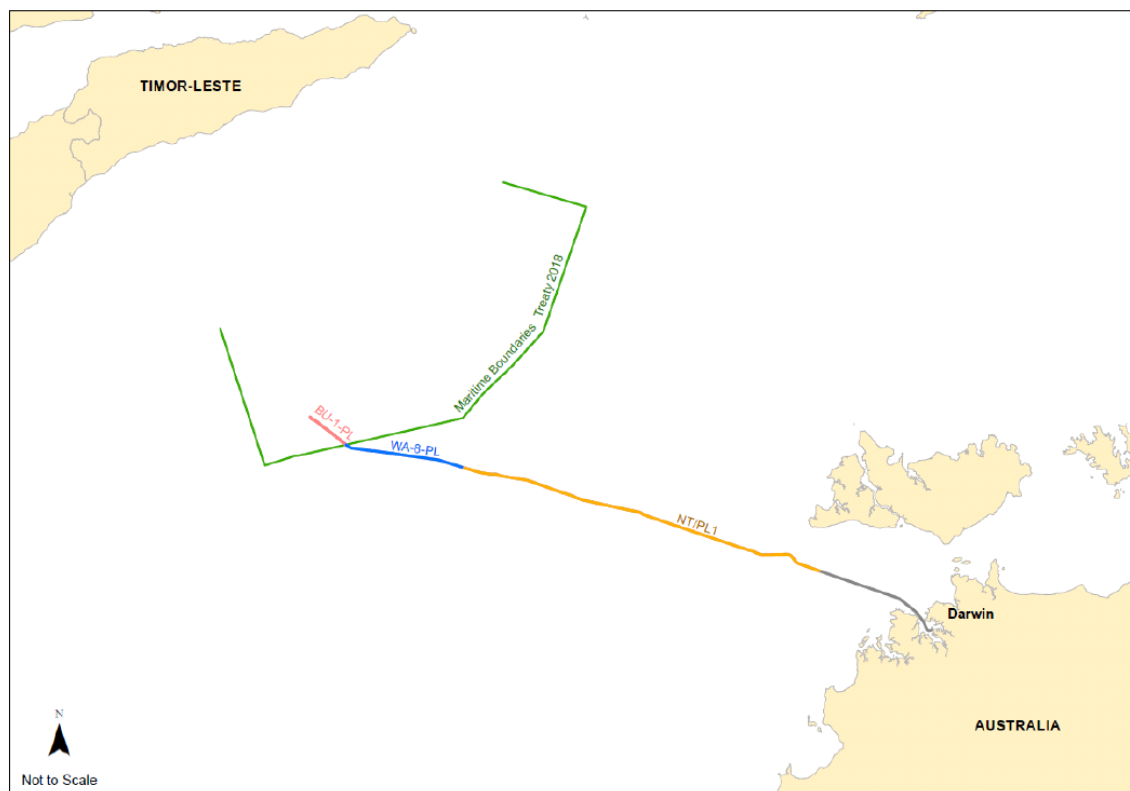 TIMOR-LESTE
Maritime Boundaries Treaty 2018
BU-1-PL
WA-8-PL
NT/PL1
Darwin
AUSTRALIA
N
Not to Scale